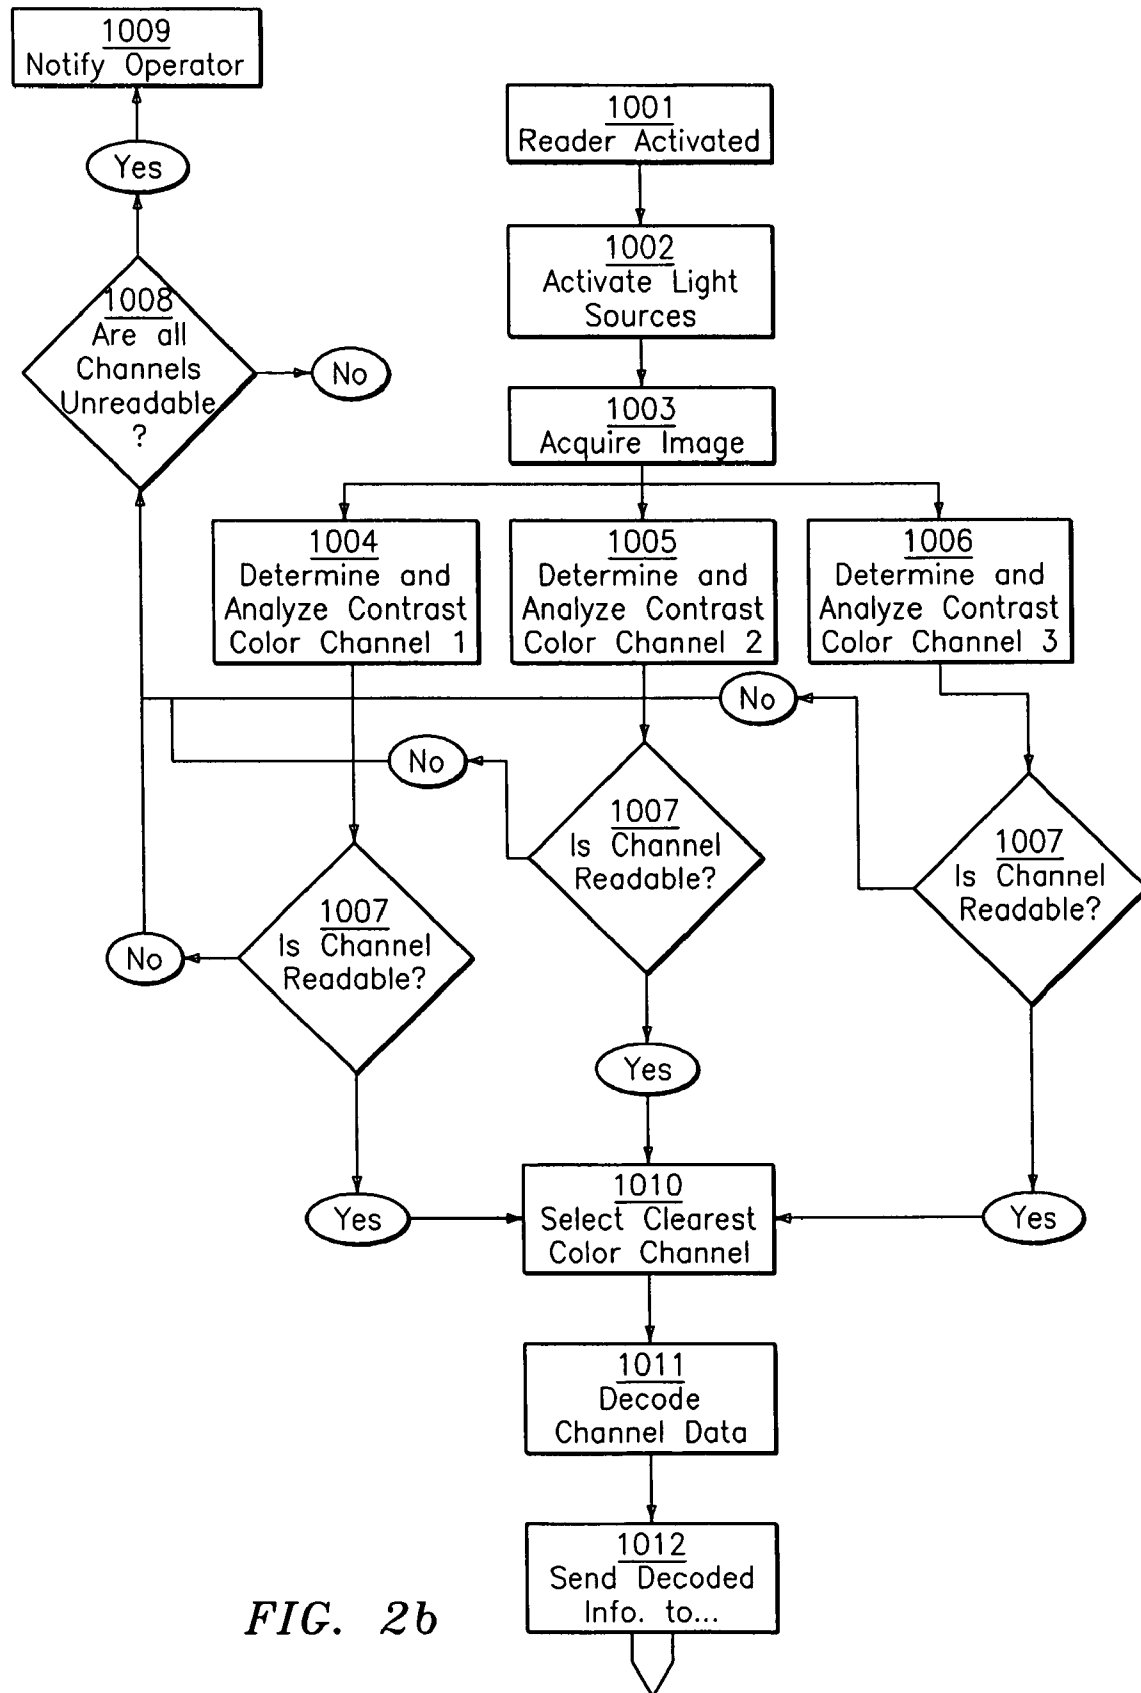 1009
Notify Operator
Yes
1008
Are all
Channels
Unreadable
?
No
1001
Reader Activated
1002
Activate Light
Sources
1003
Acquire Image
1004
Determine and
Analyze Contrast
Color Channel 1
1005
Determine and
Analyze Contrast
Color Channel 2
1006
Determine and
Analyze Contrast
Color Channel 3
No
No
No
1007
Is Channel
Readable?
1007
Is Channel
Readable?
1007
Is Channel
Readable?
Yes
Yes
Yes
1010
Select Clearest
Color Channel
1011
Decode
Channel Data
1012
Send Decoded
Info. to...
FIG. 2b